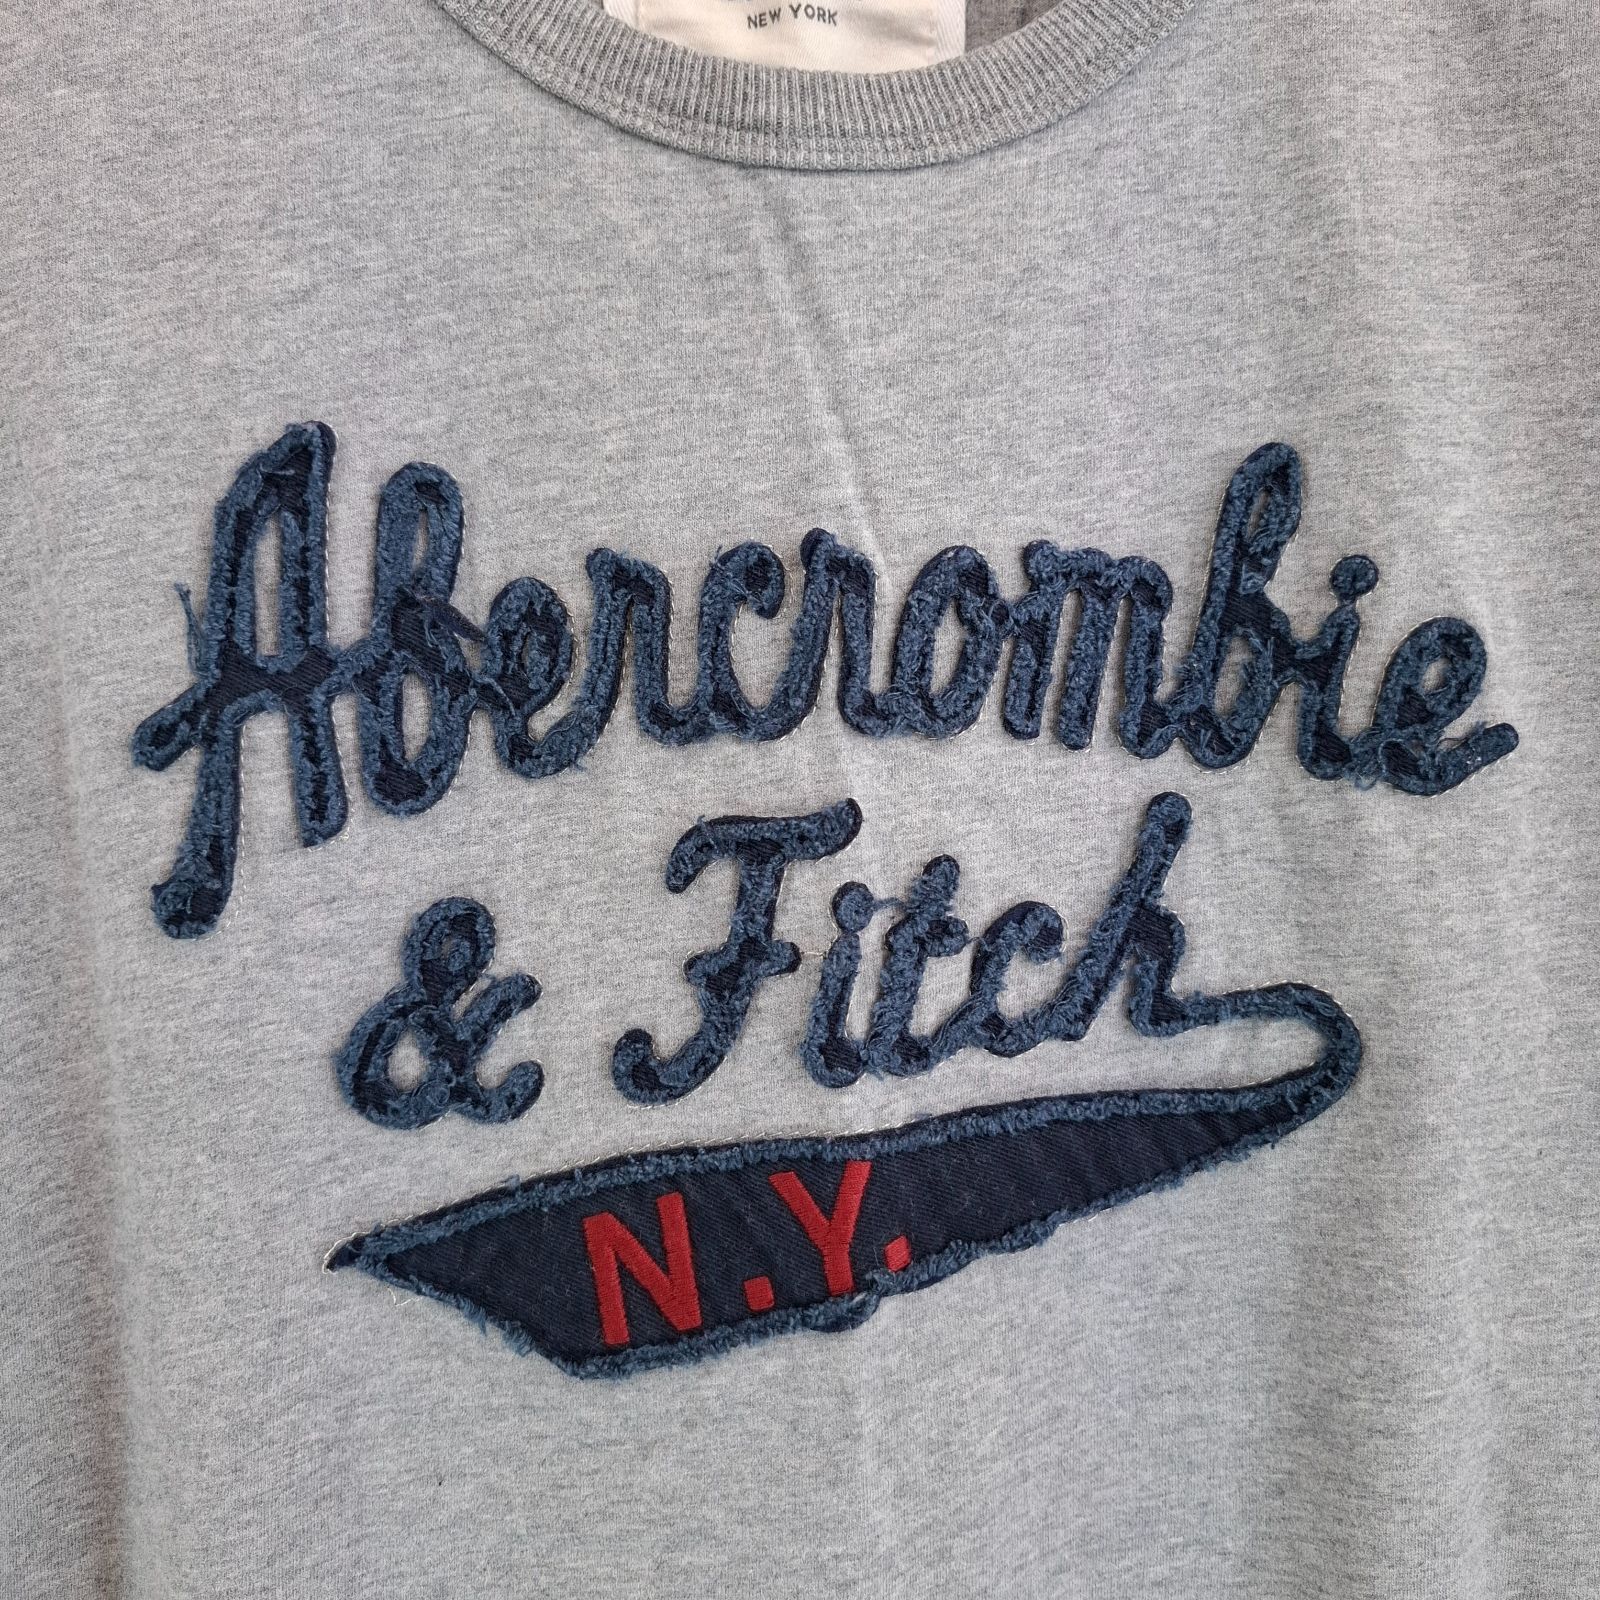 NEW YORK
Abercrombie
& Fitch
N.Y.